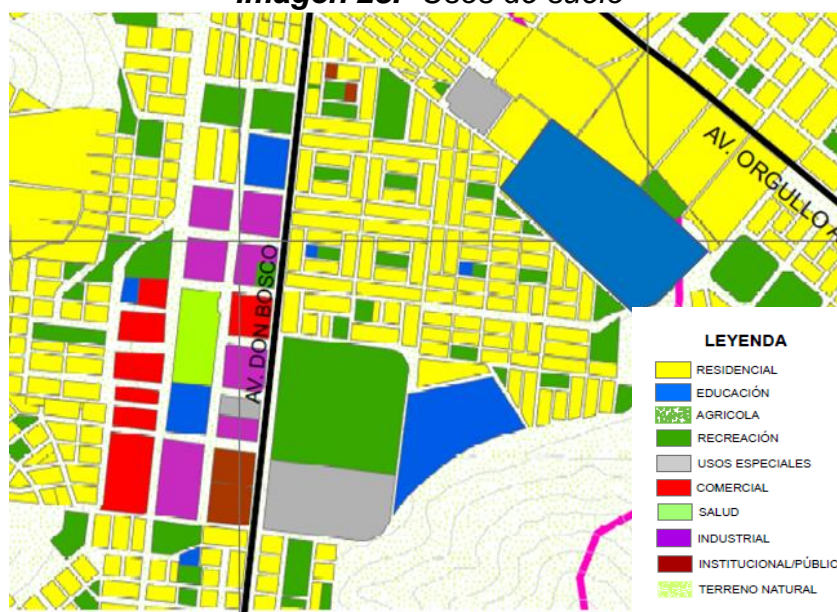 Imagen 28. Usos de suelo
AV. ORGULLO A
AV. DON BOSCO
LEYENDA
RESIDENCIAL
EDUCACIÓN
AGRICOLA
RECREACIÓN
USOS ESPECIALES
COMERCIAL
SALUD
INDUSTRIAL
INSTITUCIONAL/PÚBLIC
TERRENO NATURAL